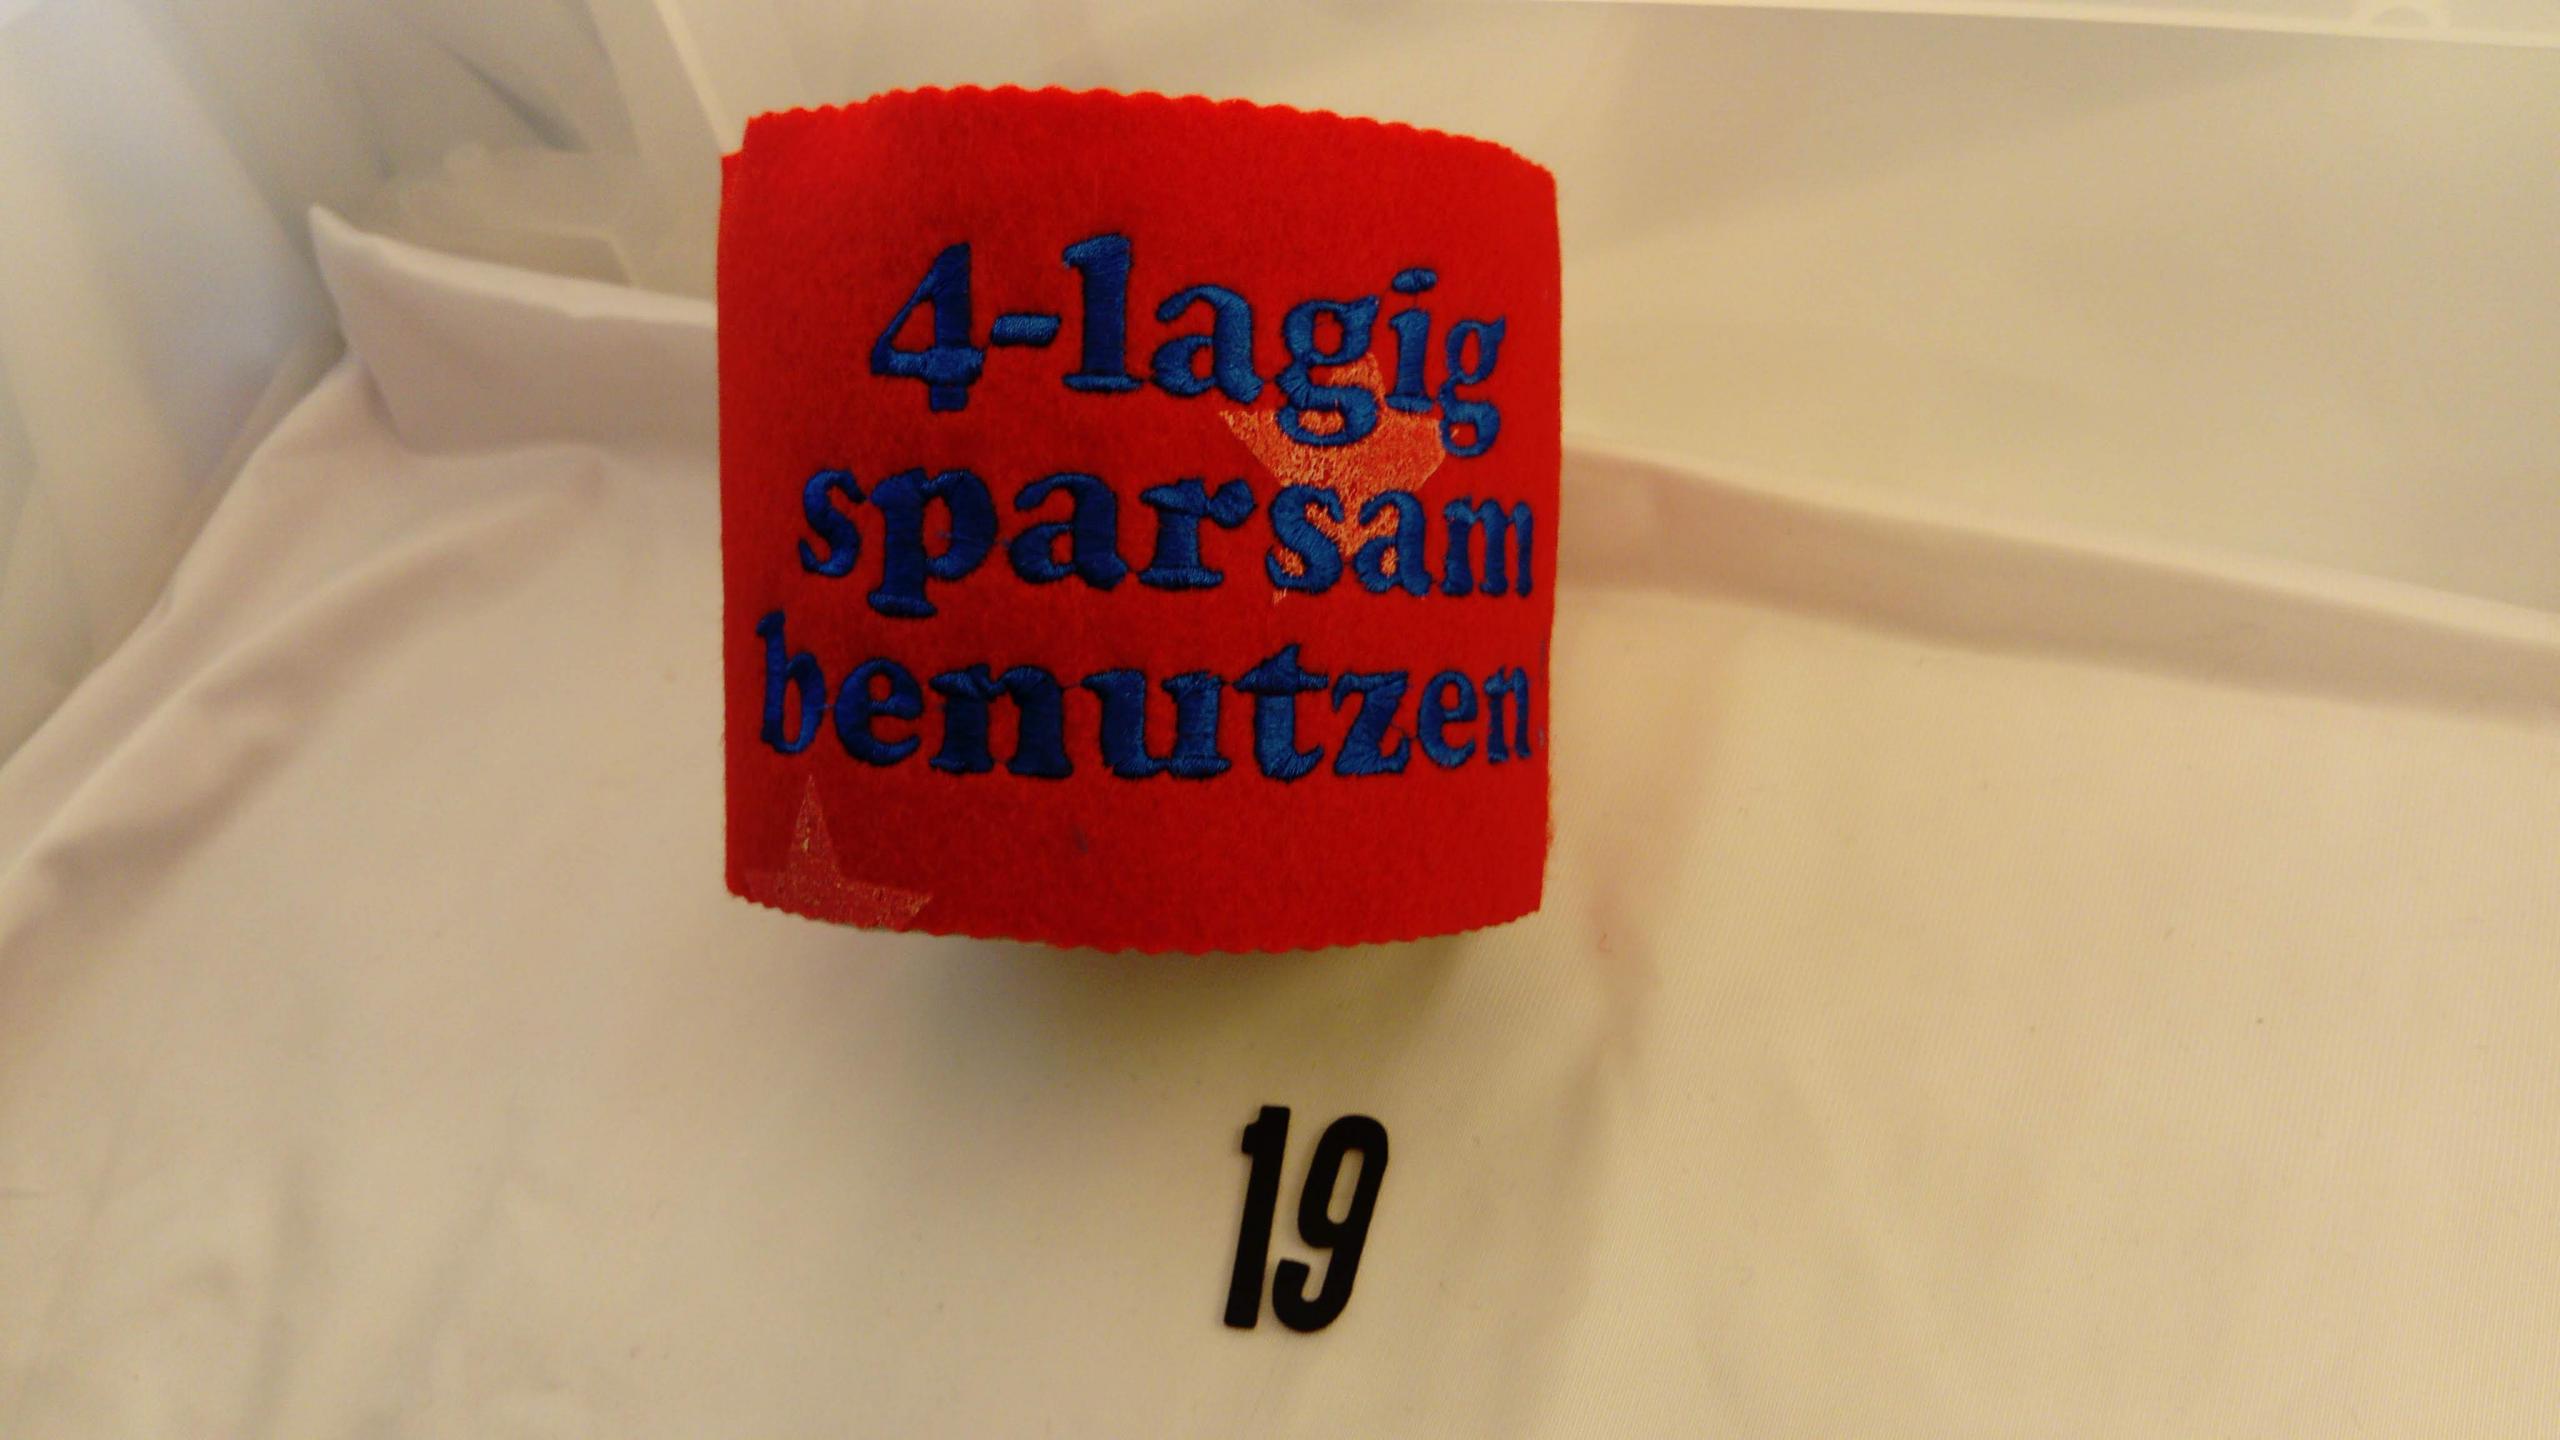 4-lagig
sparsam
benutzen
19